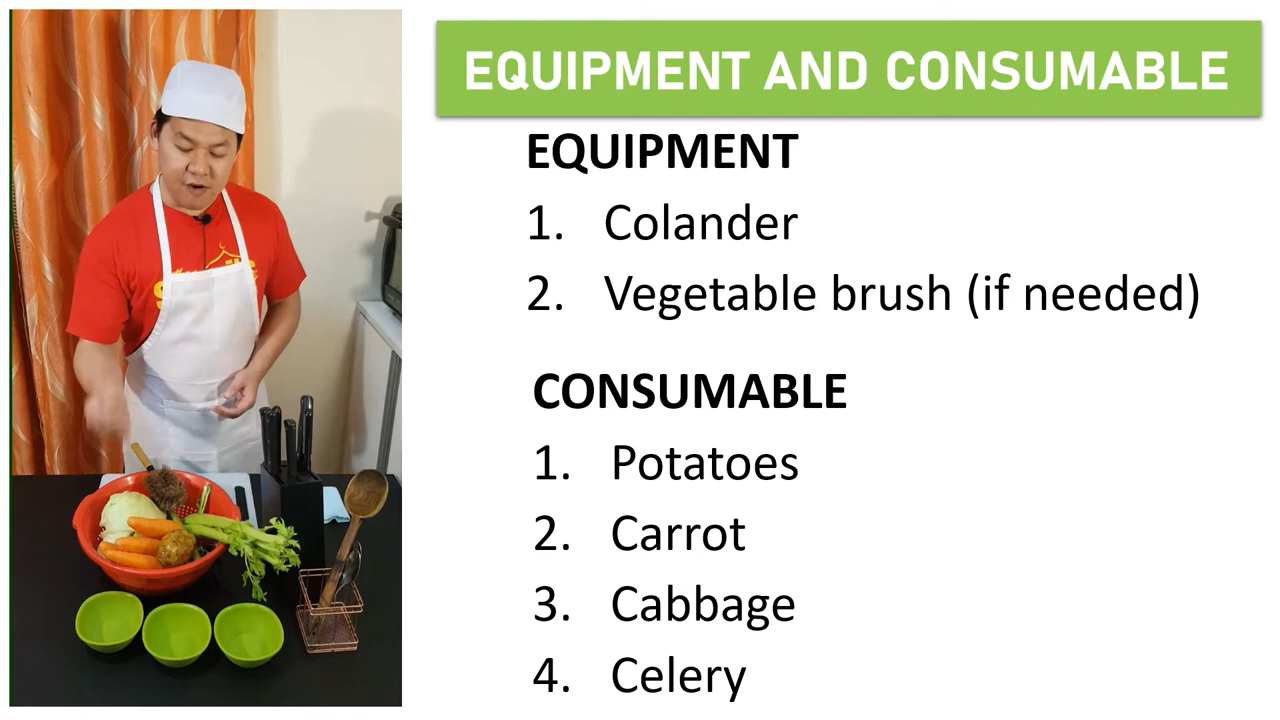 EQUIPMENT AND CONSUMABLE
EQUIPMENT
1. Colander
2. Vegetable brush (if needed)
CONSUMABLE
1. Potatoes
2. Carrot
3. Cabbage
4. Celery